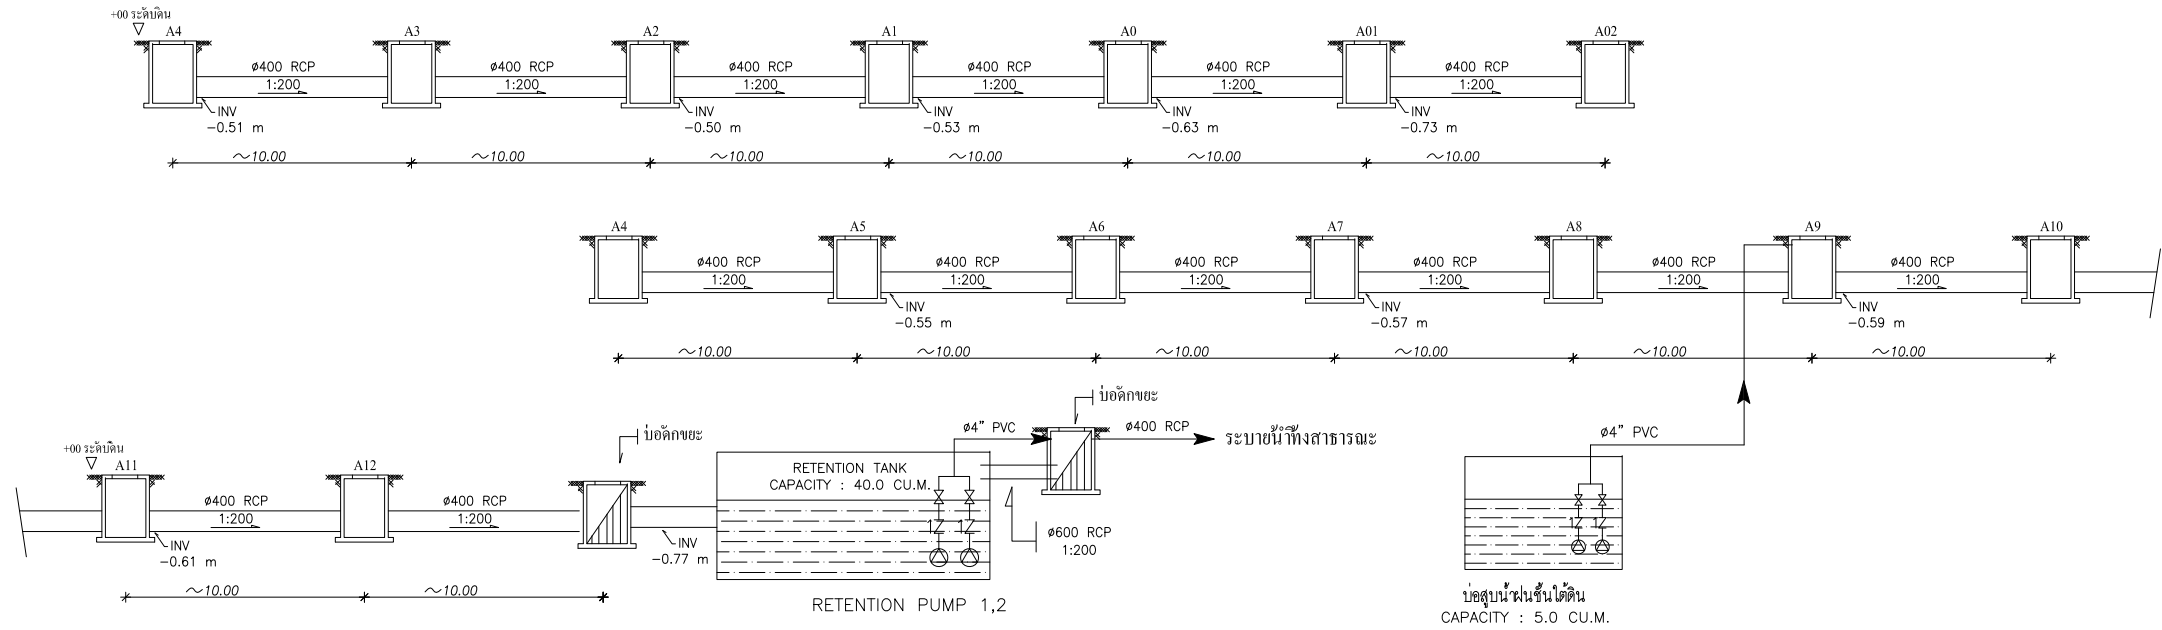 +00 ระดับดิน
A4 A3 A2 A1 A0 A01 A02
ø400 RCP ø400 RCP ø400 RCP ø400 RCP ø400 RCP ø400 RCP
1:200 1:200 1:200 1:200 1:200 1:200
INV INV INV INV INV
-0.51 m -0.50 m -0.53 m -0.63 m -0.73 m
~10.00 ~10.00 ~10.00 ~10.00 ~10.00 ~10.00
A4 A5 A6 A7 A8 A9 A10
ø400 RCP ø400 RCP ø400 RCP ø400 RCP ø400 RCP ø400 RCP
1:200 1:200 1:200 1:200 1:200 1:200
INV INV INV
-0.55 m -0.57 m -0.59 m
~10.00 ~10.00 ~10.00 ~10.00 ~10.00 ~10.00
+00 ระดับดิน
A11 A12
บ่อดักขยะ
ø400 RCP ø400 RCP
1:200 1:200
INV
-0.61 m
INV
-0.77 m
~10.00 ~10.00
RETENTION TANK
CAPACITY : 40.0 CU.M.
ø4" PVC
บ่อดักขยะ
ø400 RCP
ระบายน้ำทิ้งสาธารณะ
ø600 RCP
1:200
RETENTION PUMP 1,2
ø4" PVC
บ่อสูบน้ำฝนชั้นใต้ดิน
CAPACITY : 5.0 CU.M.